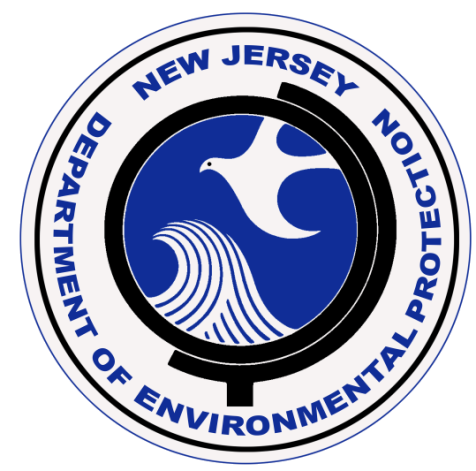 NEW JERSEY
DEPARTMENT OF ENVIRONMENTAL PROTECTION